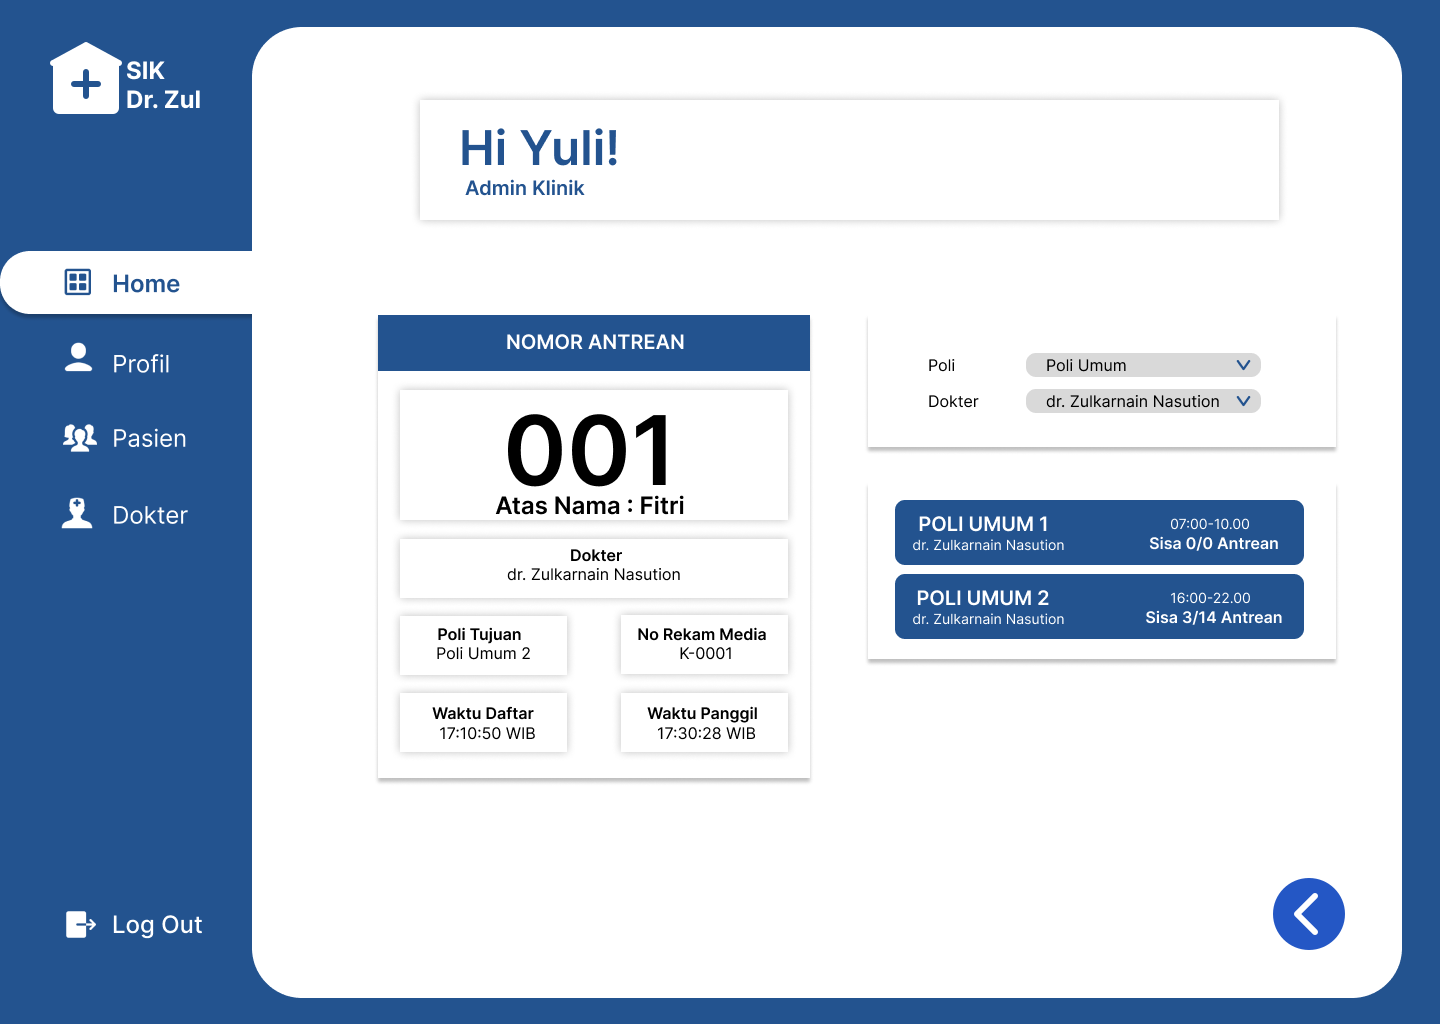 SIK
Dr. Zul
Home
Profil
Pasien
Dokter
Log Out
Hi Yuli!
Admin Klinik
NOMOR ANTREAN
001
Atas Nama : Fitri
Dokter
dr. Zulkarnain Nasution
Poli Tujuan
Poli Umum 2
No Rekam Media
K-0001
Waktu Daftar
17:10:50 WIB
Waktu Panggil
17:30:28 WIB
Poli
Poli Umum
Dokter
dr. Zulkarnain Nasution
POLI UMUM 1
dr. Zulkarnain Nasution
07:00-10.00
Sisa 0/0 Antrean
POLI UMUM 2
dr. Zulkarnain Nasution
16:00-22.00
Sisa 3/14 Antrean